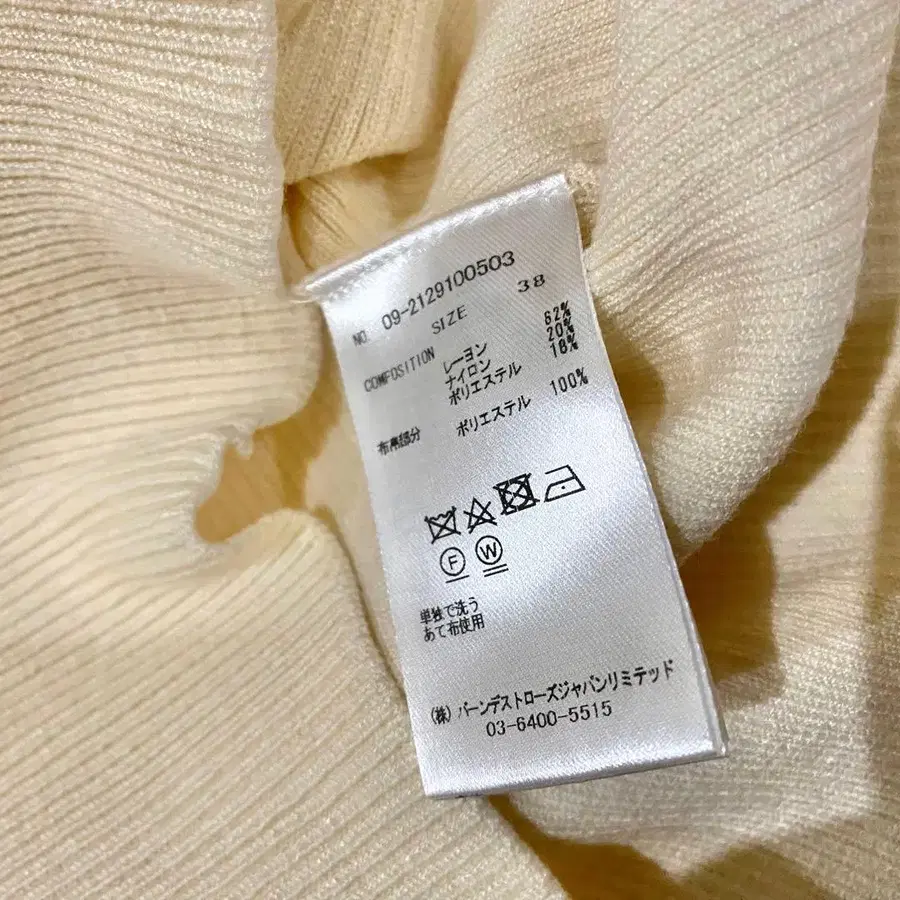 NO. 09-2129100503
SIZE 38
COMPOSITION レーヨン 62%
ナイロン 20%
ポリエステル 18%
布帛部分 ポリエステル 100%
F W
単独で洗う
あて布使用
(株) バーンデストローズジャパンリミテッド
03-6400-5515